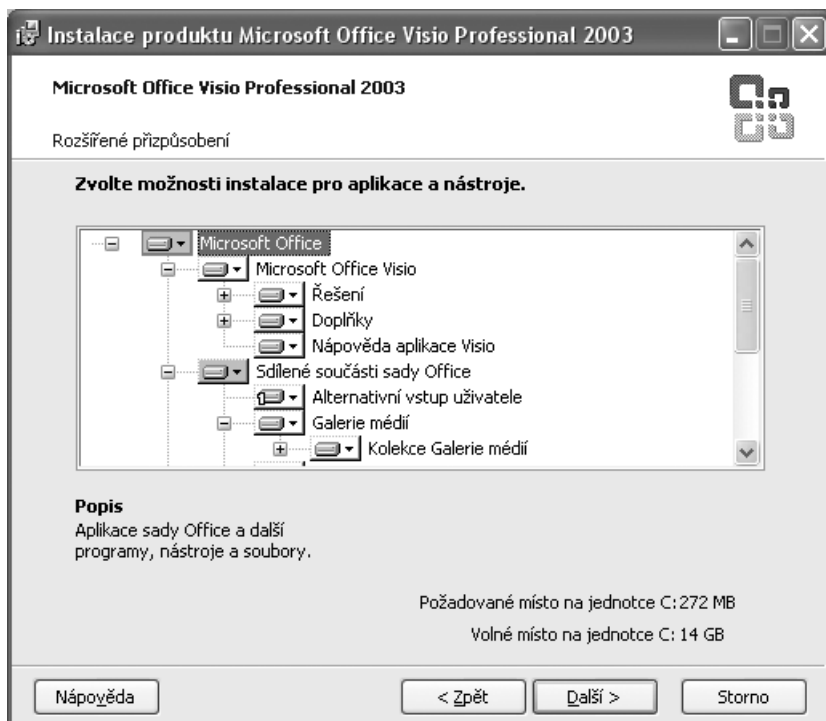 Instalace produktu Microsoft Office Visio Professional 2003
Microsoft Office Visio Professional 2003
Rozšířené přizpůsobení
Zvolte možnosti instalace pro aplikace a nástroje.
Microsoft Office
Microsoft Office Visio
Řešení
Doplňky
Nápověda aplikace Visio
Sdílené součásti sady Office
Alternativní vstup uživatele
Galerie médií
Kolekce Galerie médií
Popis
Aplikace sady Office a další
programy, nástroje a soubory.
Požadované místo na jednotce C: 272 MB
Volné místo na jednotce C: 14 GB
Nápověda
< Zpět
Další >
Storno